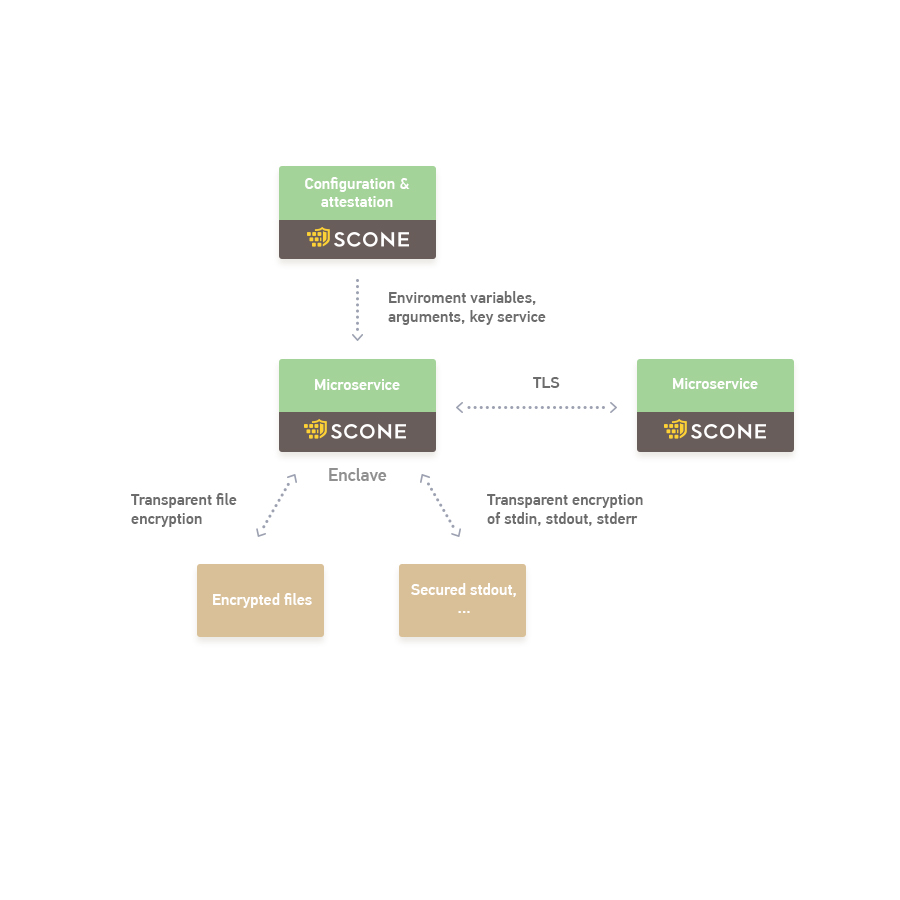 Configuration &
attestation
SCONE
Enviroment variables,
arguments, key service
Microservice
SCONE
TLS
Microservice
SCONE
Enclave
Transparent file
encryption
Transparent encryption
of stdin, stdout, stderr
Encrypted files
Secured stdout,
...